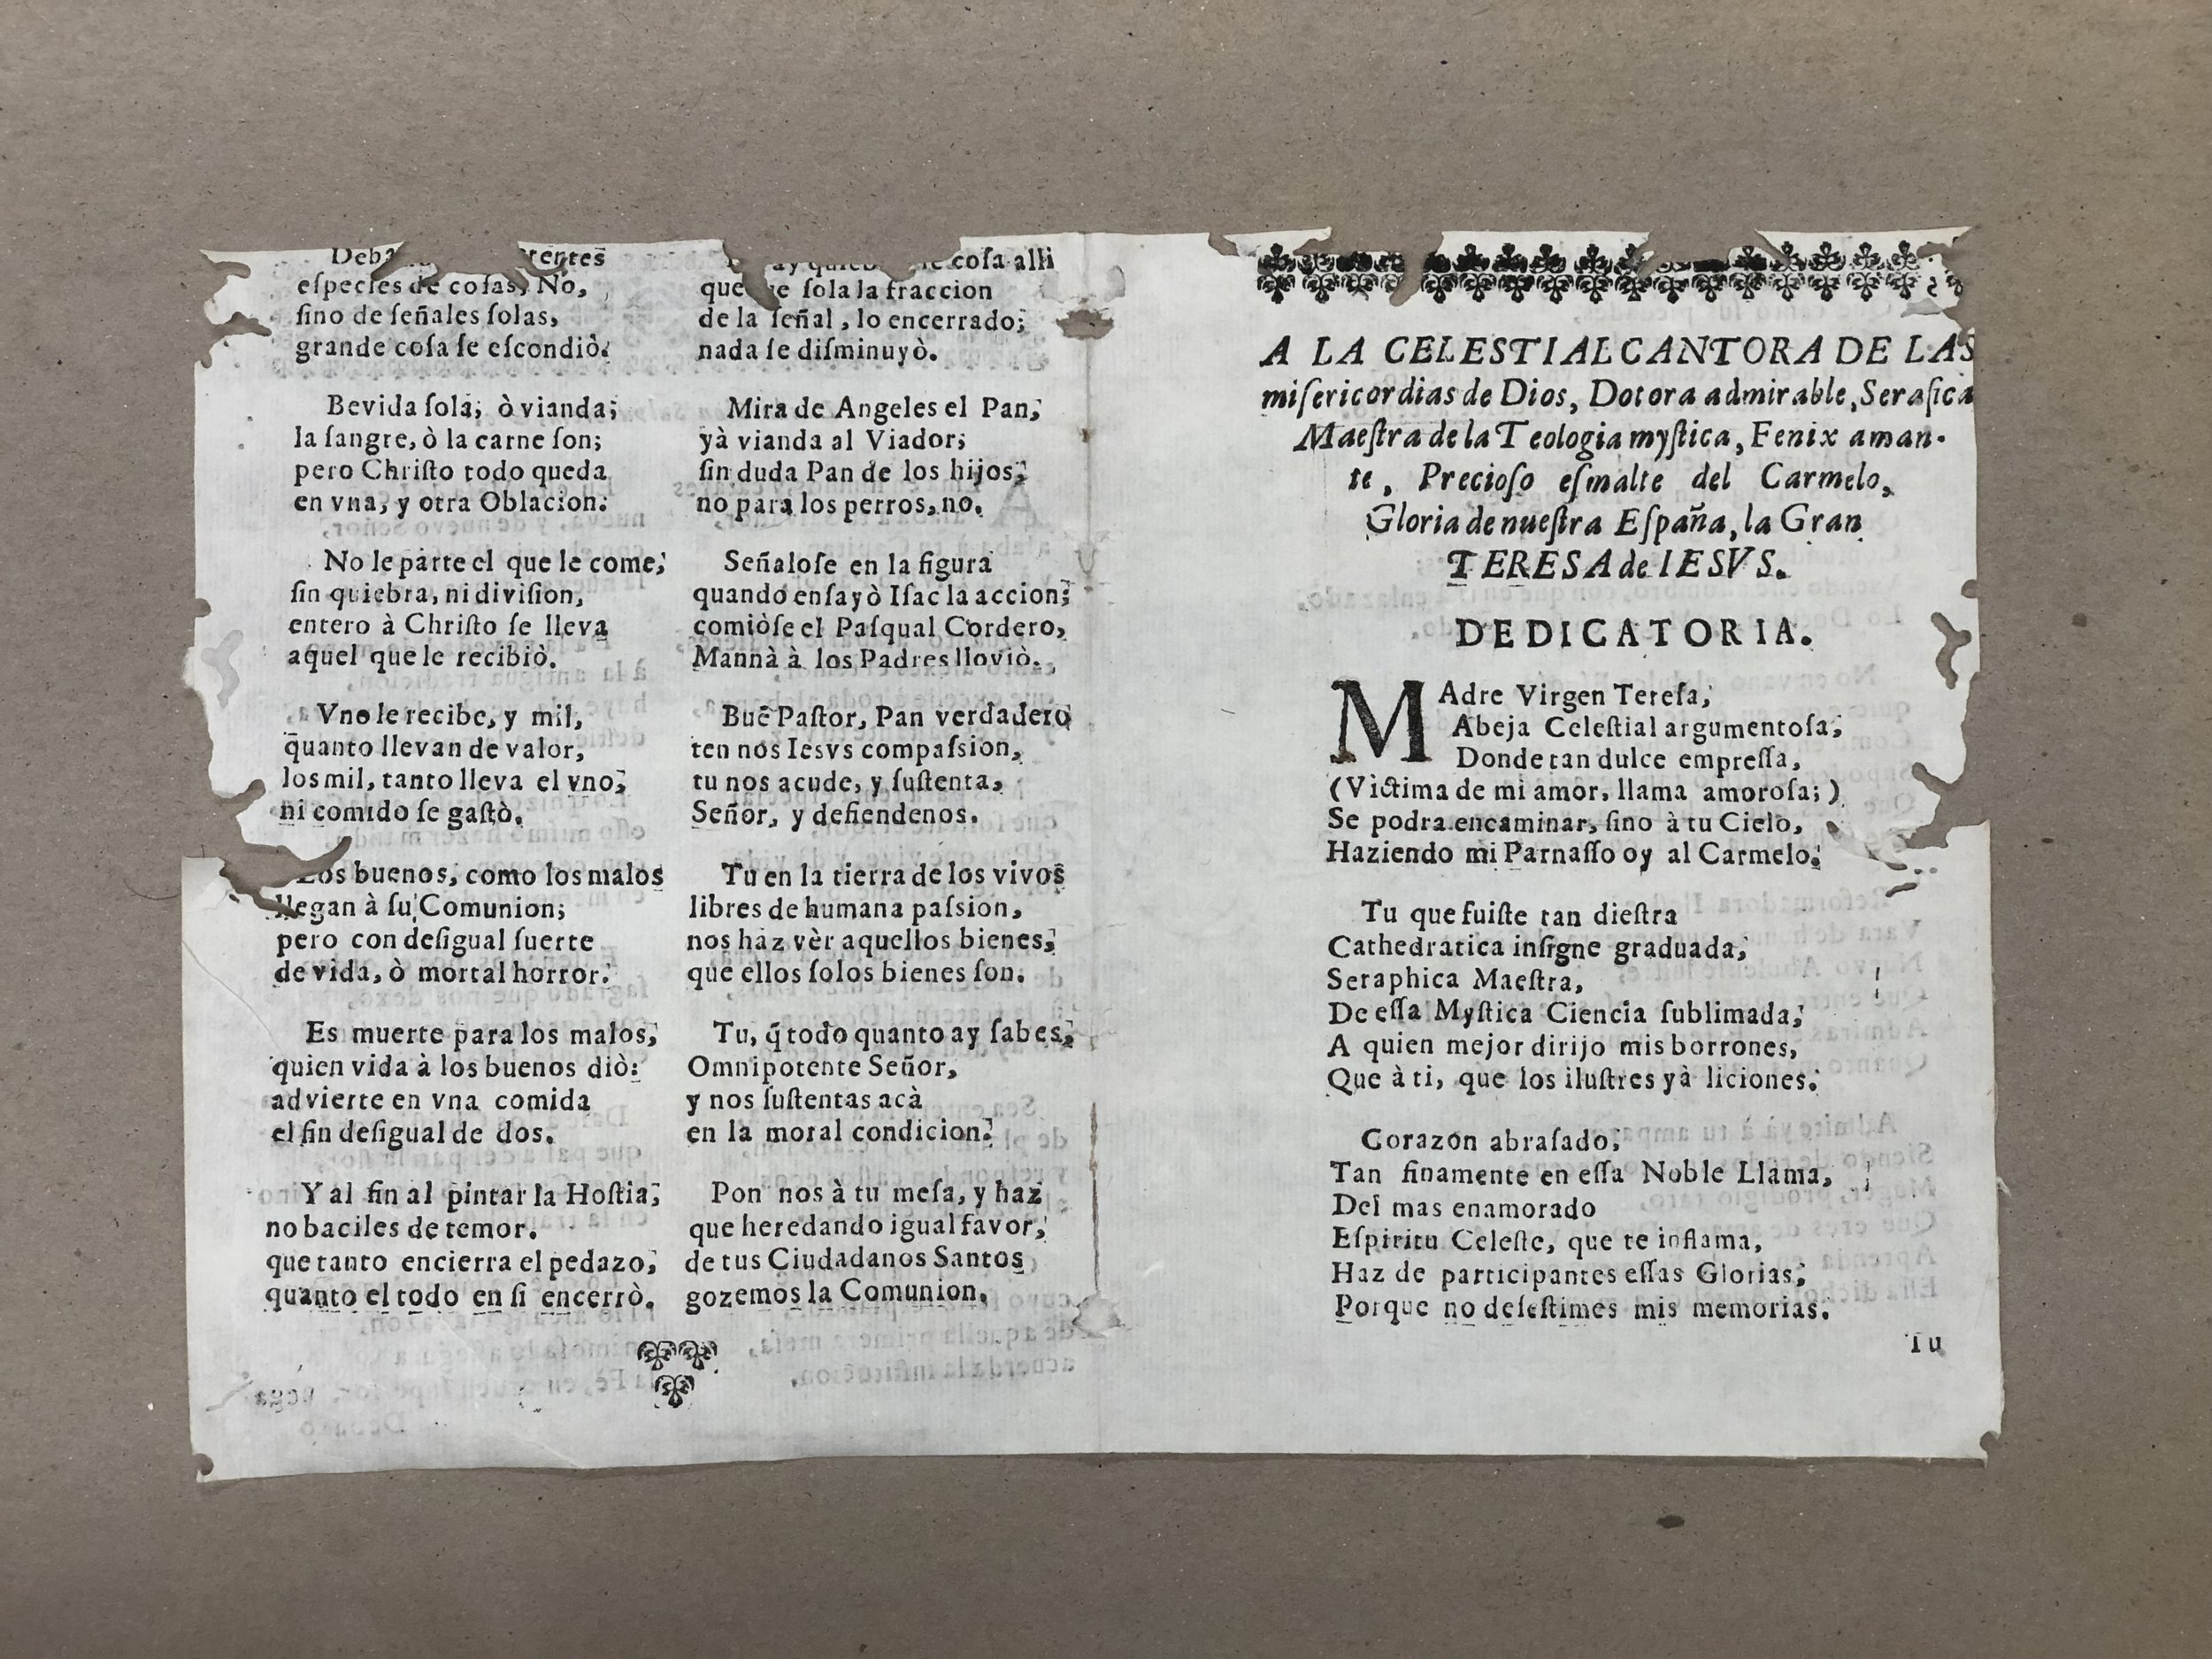 especies de cosas, No,
ſino de ſeñales ſolas,
grande coſa ſe eſcondiò.
Bevida ſola; ò vianda;
la ſangre, ò la carne ſon;
pero Chriſto todo queda
en vna, y otra Oblacion.
No le parte el que le come;
ſin quiebra, ni diviſion,
entero à Chriſto ſe lleva
aquel que le recibiò.
Vno le recibe, y mil,
quanto llevan de valor,
los mil, tanto lleva el vno;
ni comido ſe gaſtò.
Los buenos, como los malos
llegan à ſu Comunion;
pero con deſigual ſuerte
de vida, ò mortal horror.
Es muerte para los malos,
quien vida à los buenos diò:
advierte en vna comida
el fin deſigual de dos.
Y al fin al pintar la Hoſtia;
no baciles de temor.
que tanto encierra el pedazo,
quanto el todo en ſi encerrò.
coſa alli
que ſola la fraccion
de la ſeñal, lo encerrado;
nada ſe diſminuyò.
Mira de Angeles el Pan,
yà vianda al Viador;
ſin duda Pan de los hijos,
no para los perros, no.
Señaloſe en la figura
quando enſayò Iſac la accion;
comiòſe el Paſqual Cordero,
Mannà à los Padres lloviò.
Buē Paſtor, Pan verdadero
ten nos Iesvs compaſsion,
tu nos acude, y ſuſtenta,
Señor, y defiendenos.
Tu en la tierra de los vivos
libres de humana paſsion,
nos haz vèr aquellos bienes,
que ellos ſolos bienes ſon.
Tu, q̃ todo quanto ay ſabes,
Omnipotente Señor,
y nos ſuſtentas acà
en la moral condicion.
Pon nos à tu meſa, y haz
que heredando igual favor,
de tus Ciudadanos Santos
gozemos la Comunion.
A LA CELESTIAL CANTORA DE LAS
miſericordias de Dios, Dotora admirable, Serafica
Maeſtra de la Teologia myſtica, Fenix aman-
te, Precioſo eſmalte del Carmelo,
Gloria de nueſtra Eſpaña, la Gran
TERESA de IESVS.
DEDICATORIA.
MAdre Virgen Tereſa,
Abeja Celeſtial argumentoſa;
Donde tan dulce empreſſa,
(Victima de mi amor, llama amoroſa;)
Se podra encaminar, ſino à tu Cielo,
Haziendo mi Parnaſſo oy al Carmelo.
Tu que fuiſte tan dieſtra
Cathedratica inſigne graduada,
Seraphica Maeſtra,
De eſſa Myſtica Ciencia ſublimada;
A quien mejor dirijo mis borrones,
Que à ti, que los iluſtres yà liciones.
Corazon abraſado,
Tan finamente en eſſa Noble Llama,
Del mas enamorado
Eſpiritu Celeſte, que te inflama,
Haz de participantes eſſas Glorias;
Porque no deſeſtimes mis memorias.
Tu